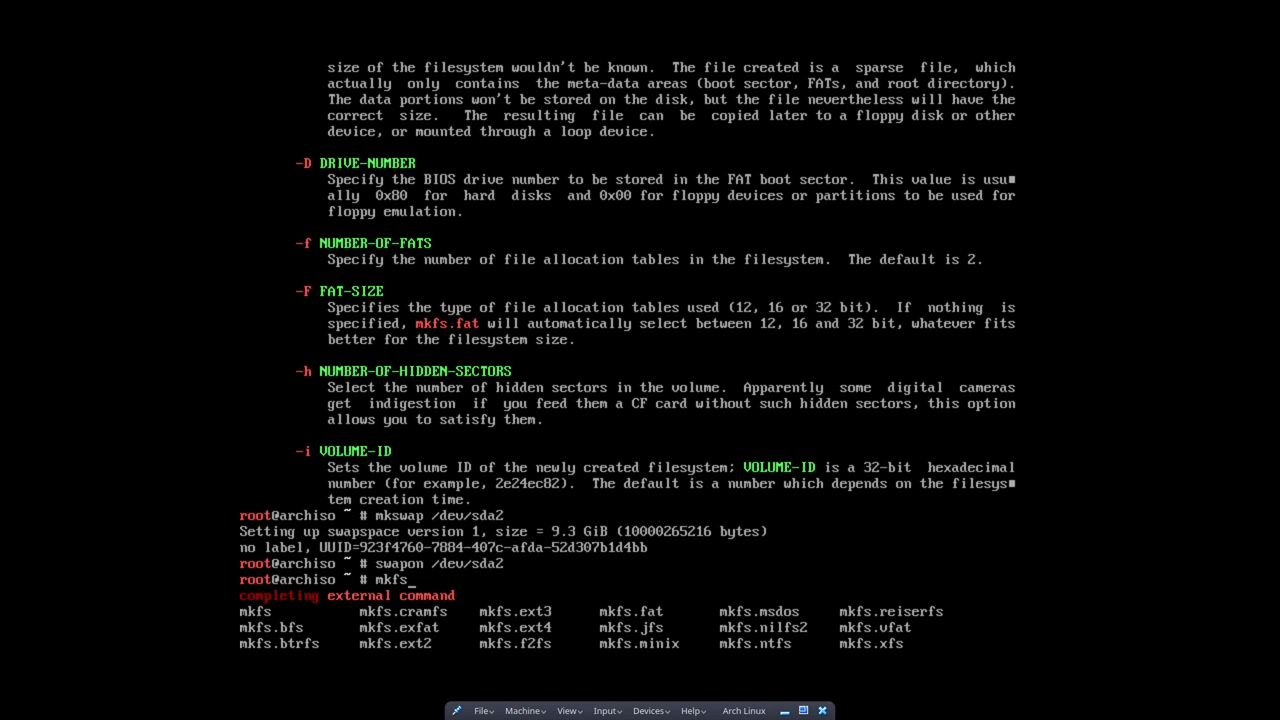 size of the filesystem wouldn't be known.  The file created is a  sparse  file,  which
actually  only  contains  the meta-data areas (boot sector, FATs, and root directory).
The data portions won't be stored on the disk, but the file nevertheless will have the
correct  size.   The  resulting  file  can  be  copied later to a floppy disk or other
device, or mounted through a loop device.
-D DRIVE-NUMBER
Specify the BIOS drive number to be stored in the FAT boot sector.  This value is usu■
ally  0x80  for  hard  disks  and 0x00 for floppy devices or partitions to be used for
floppy emulation.
-f NUMBER-OF-FATS
Specify the number of file allocation tables in the filesystem.  The default is 2.
-F FAT-SIZE
Specifies the type of file allocation tables used (12, 16 or 32 bit).  If  nothing  is
specified, mkfs.fat will automatically select between 12, 16 and 32 bit, whatever fits
better for the filesystem size.
-h NUMBER-OF-HIDDEN-SECTORS
Select the number of hidden sectors in the volume.  Apparently  some  digital  cameras
get  indigestion  if  you feed them a CF card without such hidden sectors, this option
allows you to satisfy them.
-i VOLUME-ID
Sets the volume ID of the newly created filesystem; VOLUME-ID is a 32-bit  hexadecimal
number (for example, 2e24ec82).  The default is a number which depends on the filesys■
tem creation time.
root@archiso ~ # mkswap /dev/sda2
Setting up swapspace version 1, size = 9.3 GiB (10000265216 bytes)
no label, UUID=923f4760-7884-407c-afda-52d307b1d4bb
root@archiso ~ # swapon /dev/sda2
root@archiso ~ # mkfs_
completing external command
mkfs mkfs.cramfs mkfs.ext3 mkfs.fat mkfs.msdos mkfs.reiserfs
mkfs.bfs mkfs.exfat mkfs.ext4 mkfs.jfs mkfs.nilfs2 mkfs.vfat
mkfs.btrfs mkfs.ext2 mkfs.f2fs mkfs.minix mkfs.ntfs mkfs.xfs
File Machine View Input Devices Help Arch Linux